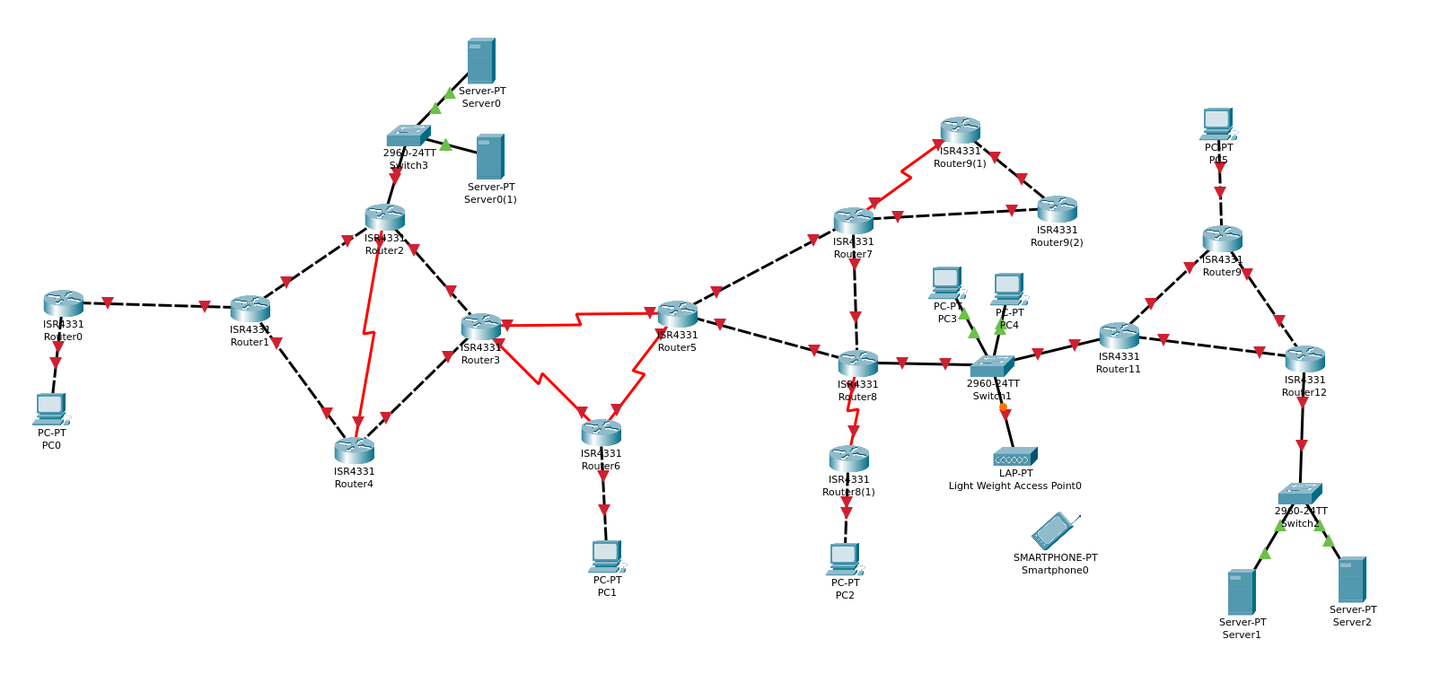 Server-PT
Server0
2960-24TT
Switch3
Server-PT
Server0(1)
ISR4331
Router2
ISR4331
Router0
ISR4331
Router1
ISR4331
Router3
ISR4331
Router4
PC-PT
PC0
ISR4331
Router5
ISR4331
Router6
PC-PT
PC1
ISR4331
Router9(1)
ISR4331
Router9(2)
ISR4331
Router7
PC-PT
PC3
PC-PT
PC4
ISR4331
Router8
2960-24TT
Switch1
ISR4331
Router8(1)
PC-PT
PC2
LAP-PT
Light Weight Access Point0
SMARTPHONE-PT
Smartphone0
PC-PT
PC5
ISR4331
Router9
ISR4331
Router11
ISR4331
Router12
2960-24TT
Switch2
Server-PT
Server1
Server-PT
Server2